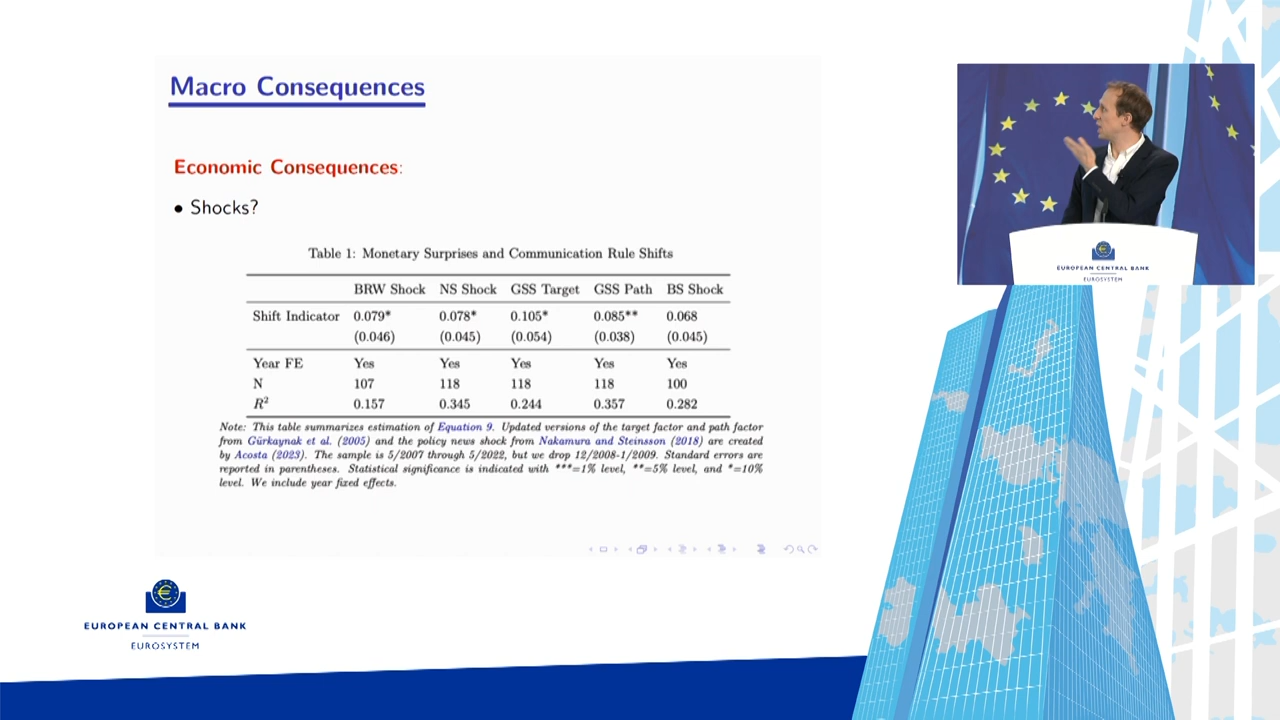 Macro Consequences
Economic Consequences:
• Shocks?
Table 1: Monetary Surprises and Communication Rule Shifts
BRW Shock NS Shock GSS Target GSS Path BS Shock
Shift Indicator 0.079* 0.078* 0.105* 0.085** 0.068
(0.046) (0.045) (0.054) (0.038) (0.045)
Year FE Yes Yes Yes Yes Yes
N 107 118 118 118 100
R² 0.157 0.345 0.244 0.357 0.282
Note: This table summarizes estimation of Equation 9. Updated versions of the target factor and path factor
from Gürkaynak et al. (2005) and the policy news shock from Nakamura and Steinsson (2018) are created
by Acosta (2023). The sample is 5/2007 through 5/2022, but we drop 12/2008-1/2009. Standard errors are
reported in parentheses. Statistical significance is indicated with ***=1% level, **=5% level, and *=10%
level. We include year fixed effects.
EUROPEAN CENTRAL BANK
EUROSYSTEM
EUROPEAN CENTRAL BANK
EUROSYSTEM